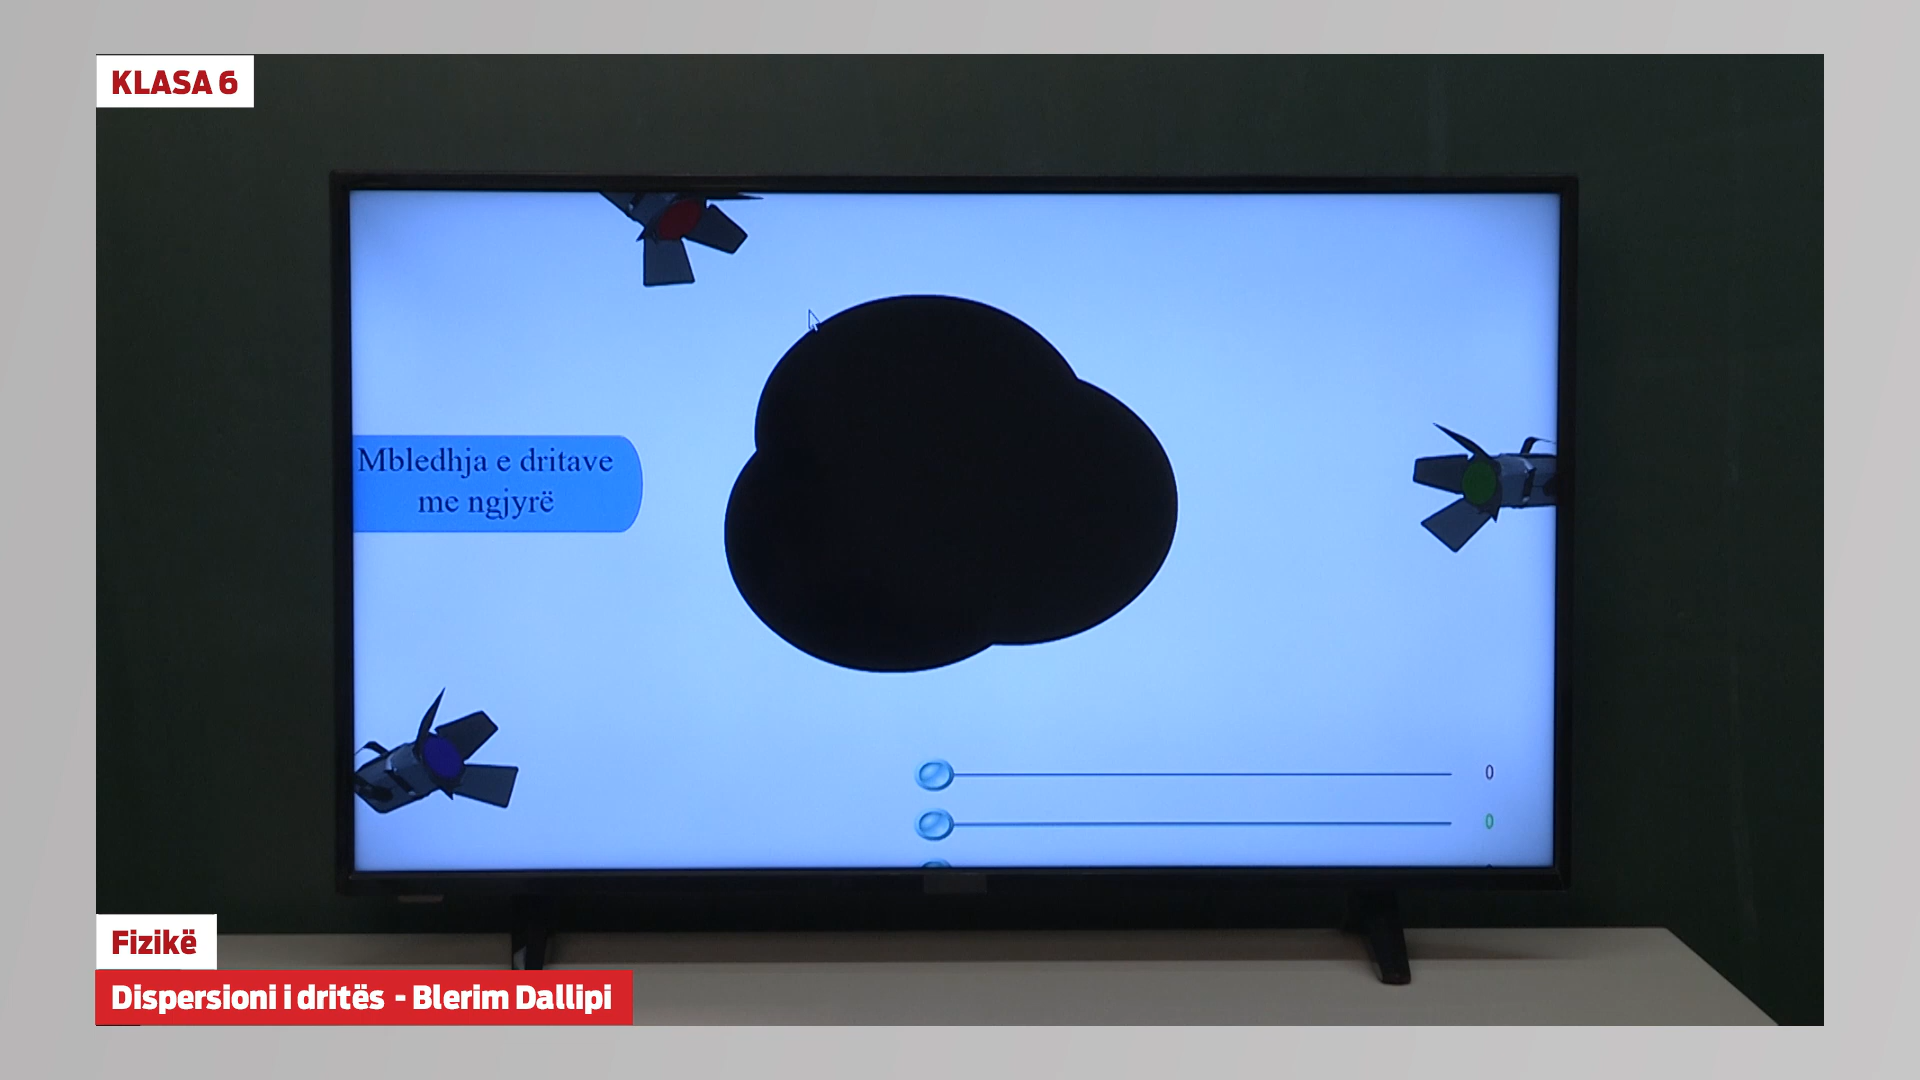 KLASA 6
Mbledhja e dritave
me ngjyrë
0
0
Fizikë
Dispersioni i dritës - Blerim Dallipi